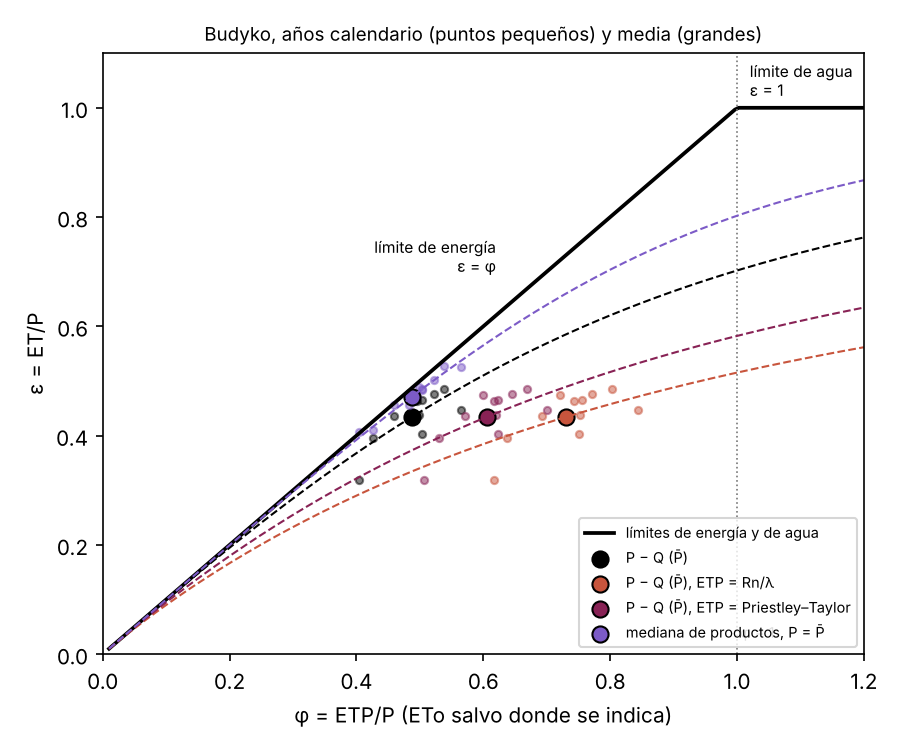 Budyko, años calendario (puntos pequeños) y media (grandes)
límite de agua
ε = 1
límite de energía
ε = φ
ε = ET/P
1.0
0.8
0.6
0.4
0.2
0.0
límites de energía y de agua
P − Q (P̄)
P − Q (P̄), ETP = Rn/λ
P − Q (P̄), ETP = Priestley–Taylor
mediana de productos, P = P̄
0.0 0.2 0.4 0.6 0.8 1.0 1.2
φ = ETP/P (ETo salvo donde se indica)